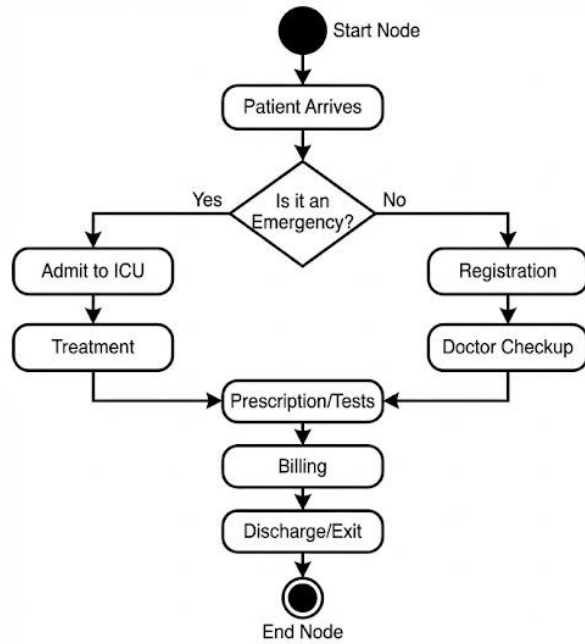 Start Node
Patient Arrives
Yes
Is it an
Emergency?
No
Admit to ICU
Registration
Treatment
Doctor Checkup
Prescription/Tests
Billing
Discharge/Exit
End Node